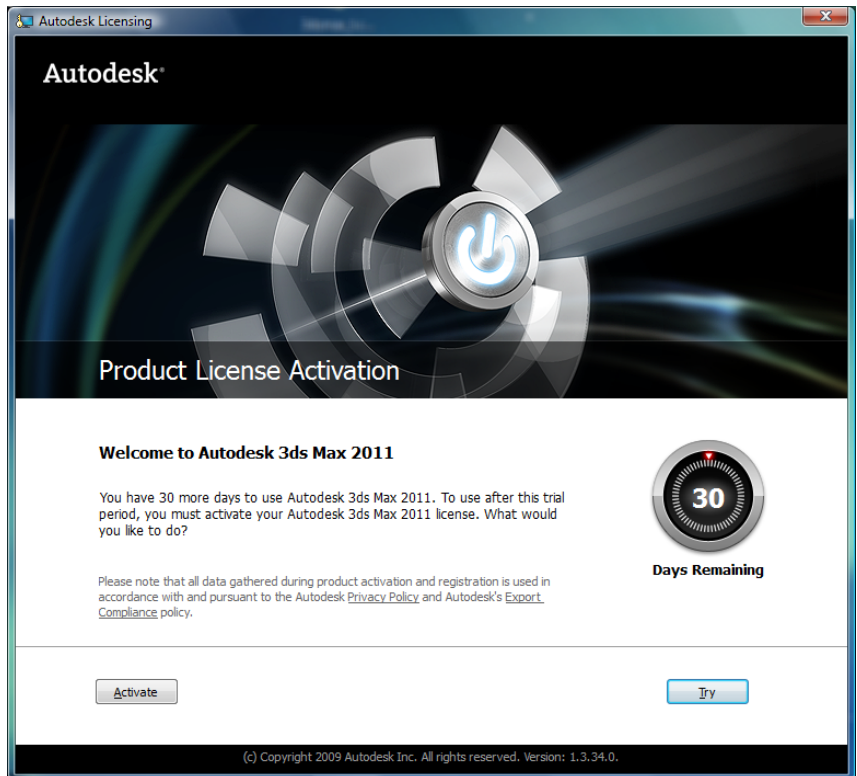 Autodesk Licensing
Autodesk®
Product License Activation
Welcome to Autodesk 3ds Max 2011
You have 30 more days to use Autodesk 3ds Max 2011. To use after this trial
period, you must activate your Autodesk 3ds Max 2011 license. What would
you like to do?
30
Days Remaining
Please note that all data gathered during product activation and registration is used in
accordance with and pursuant to the Autodesk Privacy Policy and Autodesk's Export
Compliance policy.
Activate
Try
(c) Copyright 2009 Autodesk Inc. All rights reserved. Version: 1.3.34.0.